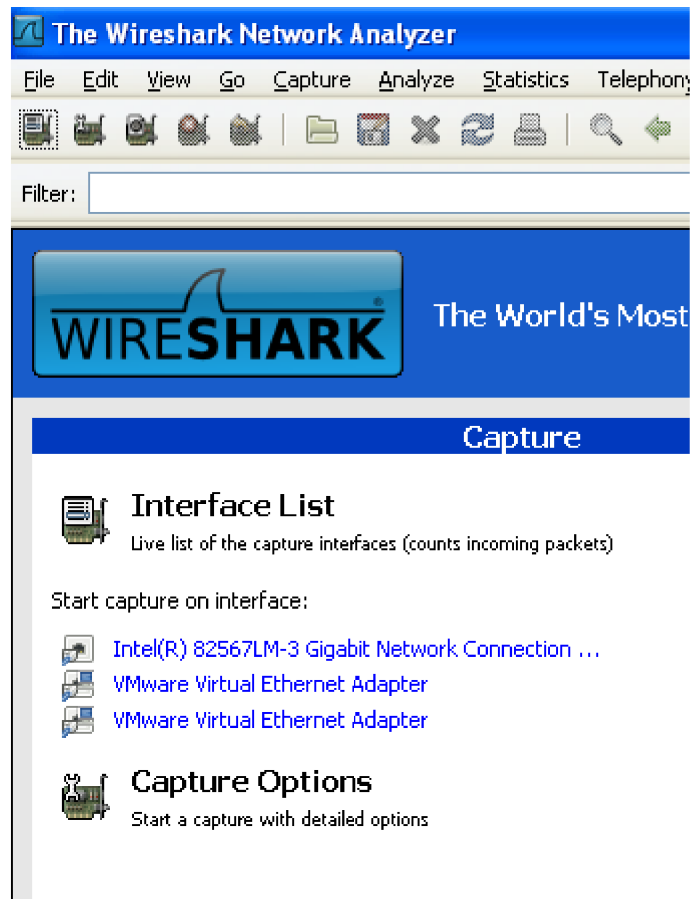 The Wireshark Network Analyzer
File Edit View Go Capture Analyze Statistics Telephony
Filter:
WIRESHARK®
The World's Most
Capture
Interface List
Live list of the capture interfaces (counts incoming packets)
Start capture on interface:
Intel(R) 82567LM-3 Gigabit Network Connection ...
VMware Virtual Ethernet Adapter
VMware Virtual Ethernet Adapter
Capture Options
Start a capture with detailed options